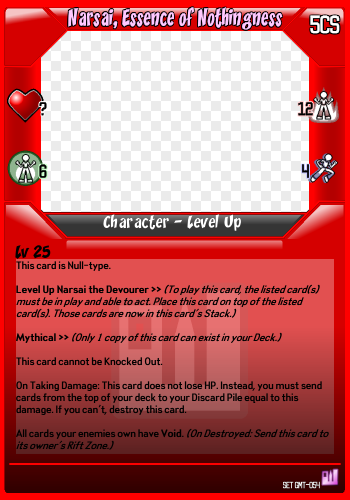 Narsai, Essence of Nothingness
5CS
?
12
6
4
Character - Level Up
Lv 25
This card is Null-type.
Level Up Narsai the Devourer >> (To play this card, the listed card(s)
must be in play and able to act. Place this card on top of the listed
card(s). Those cards are now in this card's Stack.)
Mythical >> (Only 1 copy of this card can exist in your Deck.)
This card cannot be Knocked Out.
On Taking Damage: This card does not lose HP. Instead, you must send
cards from the top of your deck to your Discard Pile equal to this
damage. If you can't, destroy this card.
All cards your enemies own have Void. (On Destroyed: Send this card to
its owner's Rift Zone.)
SET GMT-054